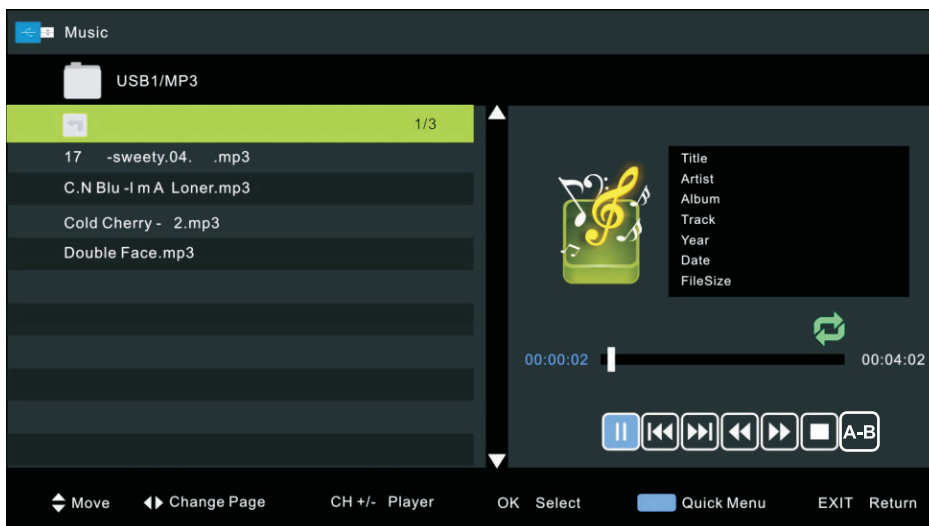 Music
USB1/MP3
1/3
17 -sweety.04. .mp3
C.N Blu -I m A Loner.mp3
Cold Cherry - 2.mp3
Double Face.mp3
Title
Artist
Album
Track
Year
Date
FileSize
00:00:02 00:04:02
A-B
Move Change Page CH +/- Player OK Select Quick Menu EXIT Return